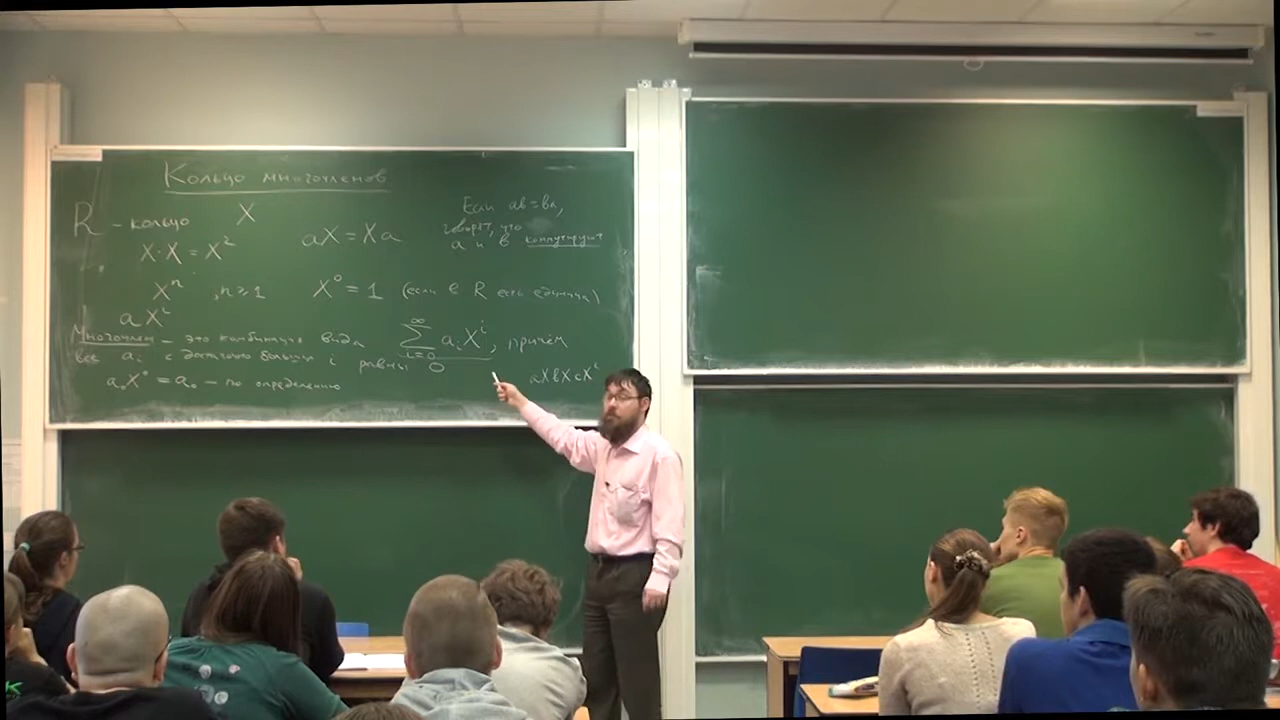 Кольцо многочленов
R - кольцо X
X·X = X²
aX = Xa
Если ab=ba,
говорят, что
a и b коммутируют
Xⁿ , n≥1 X⁰ = 1 (если в R есть единица)
aXⁱ
Многочлен - это комбинация вида ∑_{i=0}^{∞} aᵢXⁱ, причём
все aᵢ с достаточно большим i равны 0
a₀X⁰ = a₀ - по определению
aXbXcXⁱ